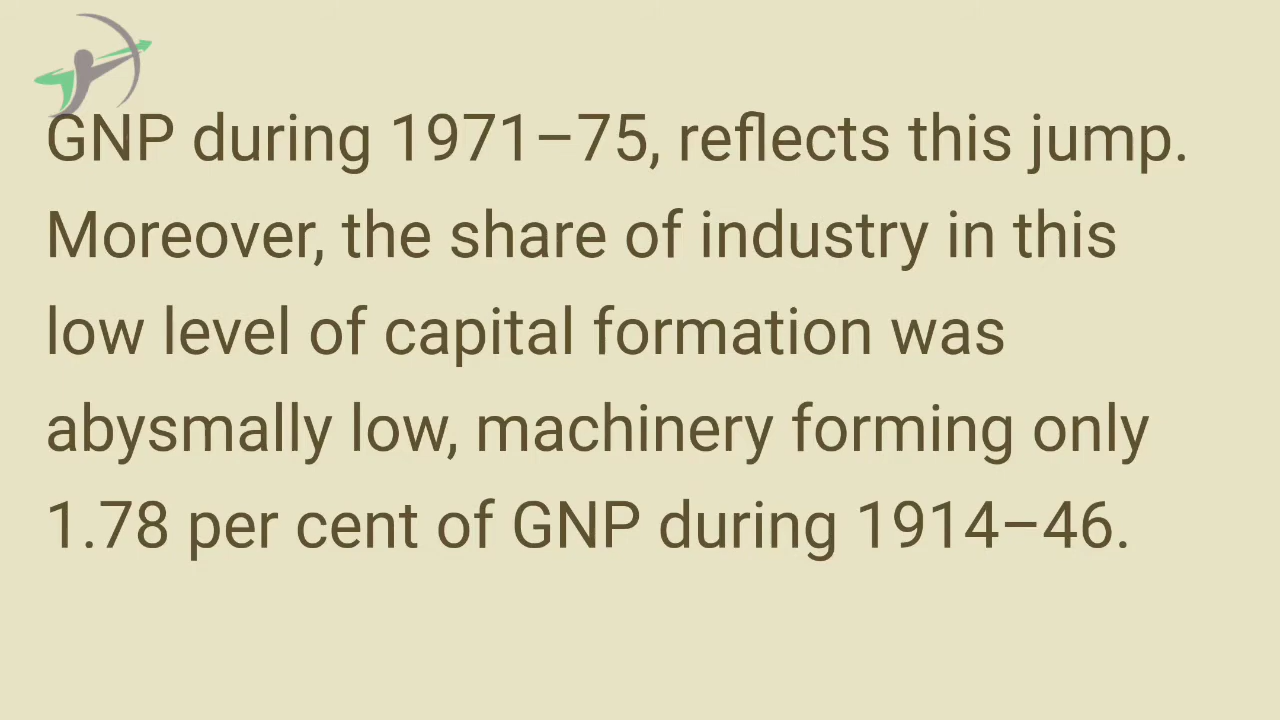 GNP during 1971–75, reflects this jump.
Moreover, the share of industry in this
low level of capital formation was
abysmally low, machinery forming only
1.78 per cent of GNP during 1914–46.